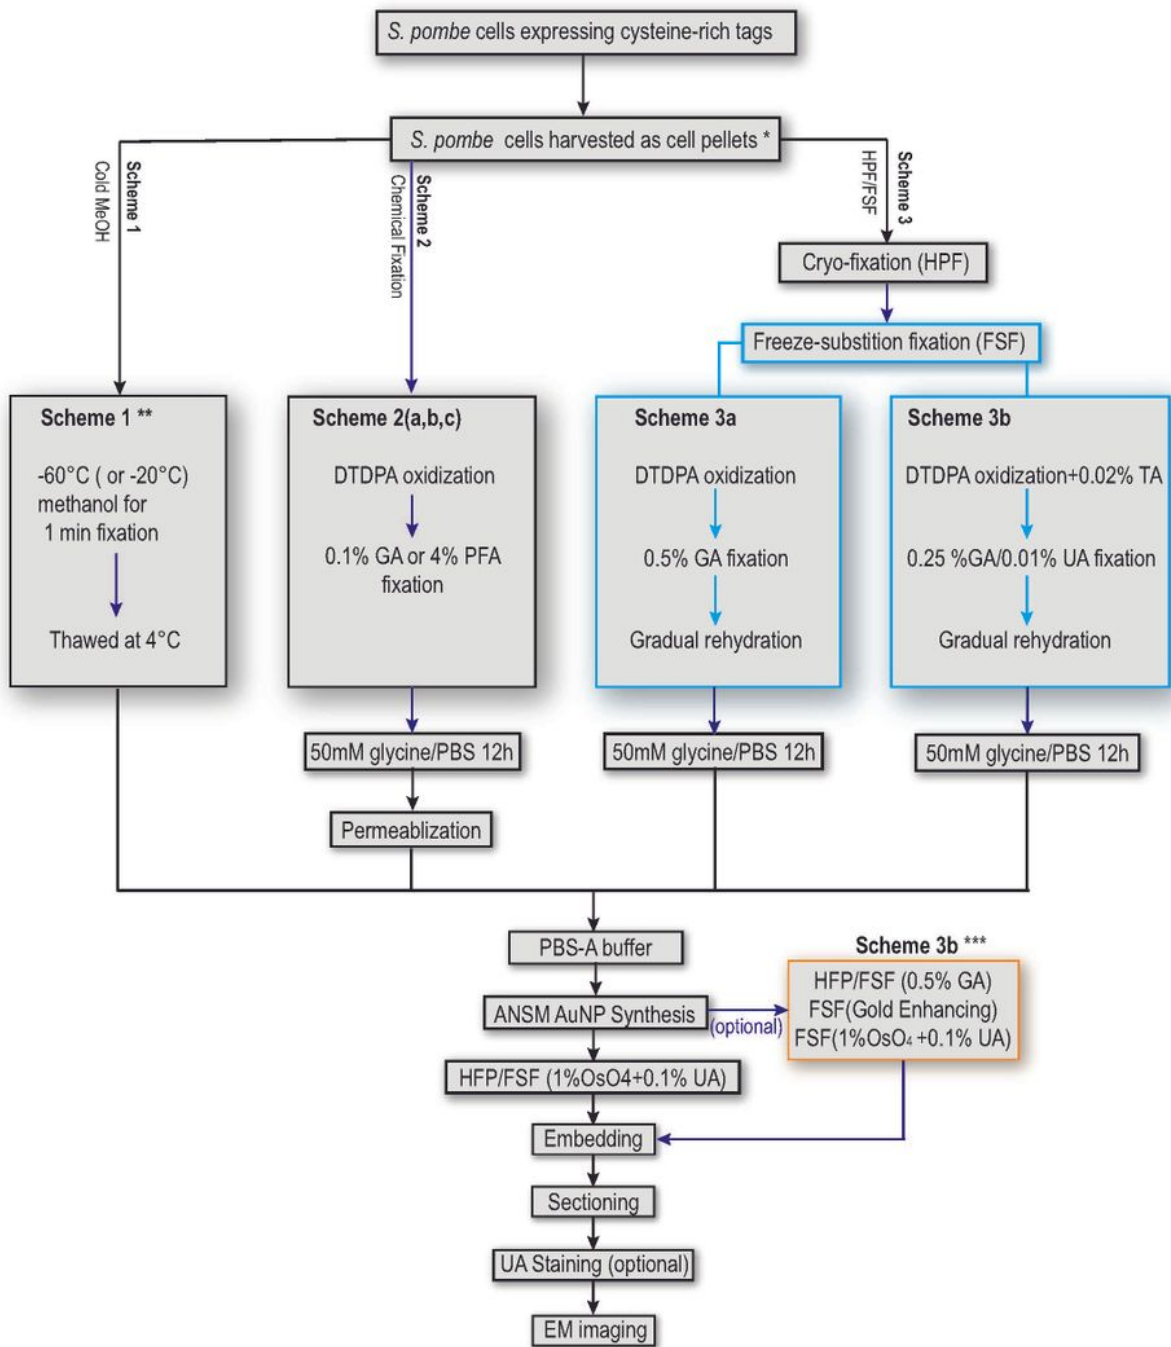 S. pombe cells expressing cysteine-rich tags
S. pombe cells harvested as cell pellets *
Scheme 1
Cold MeOH
Scheme 2
Chemical Fixation
Scheme 3
HPF/FSF
Cryo-fixation (HPF)
Freeze-substition fixation (FSF)
Scheme 1 **
-60°C ( or -20°C)
methanol for
1 min fixation
Thawed at 4°C
Scheme 2(a,b,c)
DTDPA oxidization
0.1% GA or 4% PFA
fixation
Scheme 3a
DTDPA oxidization
0.5% GA fixation
Gradual rehydration
Scheme 3b
DTDPA oxidization+0.02% TA
0.25 %GA/0.01% UA fixation
Gradual rehydration
50mM glycine/PBS 12h
50mM glycine/PBS 12h
50mM glycine/PBS 12h
Permeablization
PBS-A buffer
ANSM AuNP Synthesis
(optional)
Scheme 3b ***
HFP/FSF (0.5% GA)
FSF(Gold Enhancing)
FSF(1%OsO₄ +0.1% UA)
HFP/FSF (1%OsO4+0.1% UA)
Embedding
Sectioning
UA Staining (optional)
EM imaging